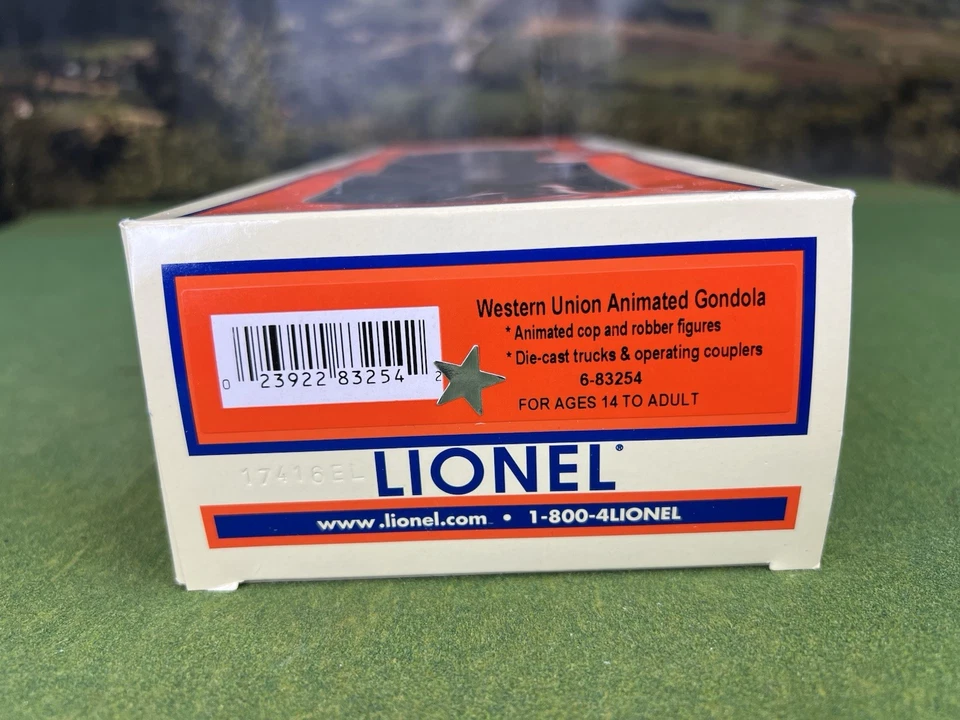 Western Union Animated Gondola
* Animated cop and robber figures
* Die-cast trucks & operating couplers
6-83254
FOR AGES 14 TO ADULT
0 23922 83254 2
17416EL
LIONEL®
www.lionel.com • 1-800-4LIONEL